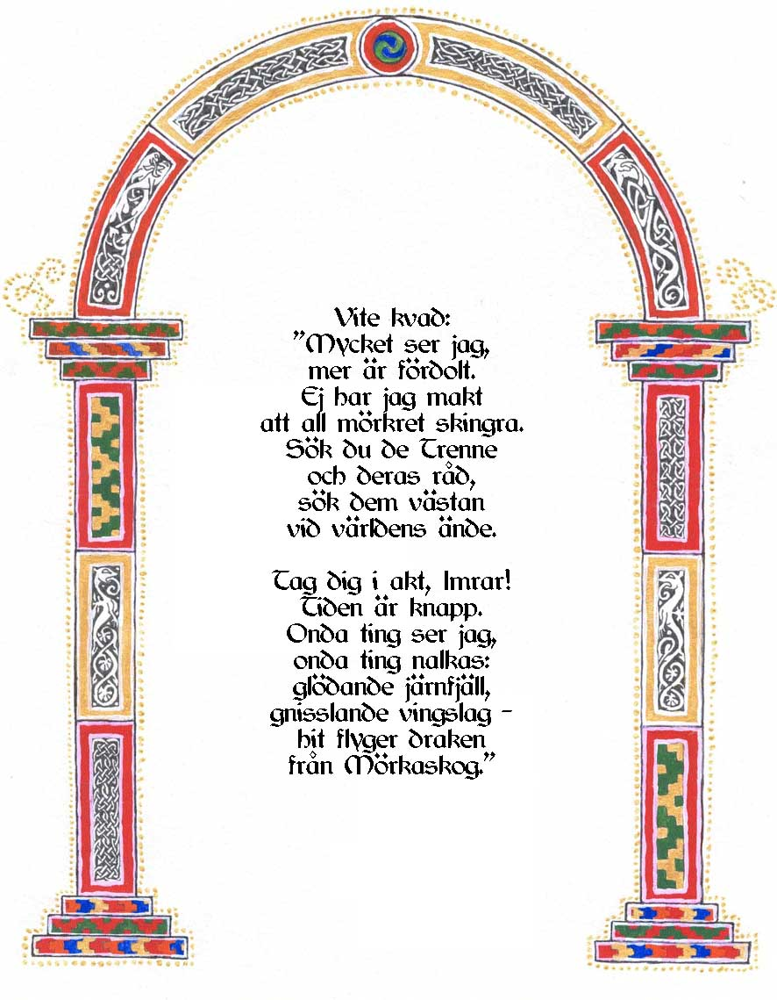 Vite kvad:
"Mycket ser jag,
mer är fördolt.
Ej har jag makt
att all mörkret skingra.
Sök du de Trenne
och deras råd,
sök dem västan
vid världens ände.

Tag dig i akt, Imrar!
Tiden är knapp.
Onda ting ser jag,
onda ting nalkas:
glödande järnfjäll,
gnisslande vingslag -
hit flyger draken
från Mörkaskog."